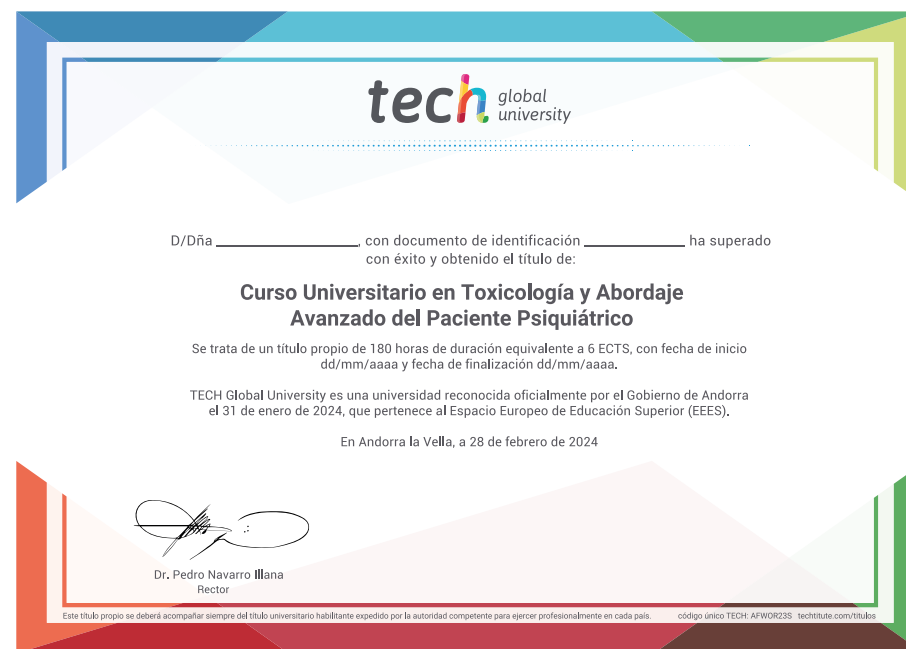 tech global university
D/Dña ____________________, con documento de identificación ______________ ha superado
con éxito y obtenido el título de:
Curso Universitario en Toxicología y Abordaje
Avanzado del Paciente Psiquiátrico
Se trata de un título propio de 180 horas de duración equivalente a 6 ECTS, con fecha de inicio
dd/mm/aaaa y fecha de finalización dd/mm/aaaa.
TECH Global University es una universidad reconocida oficialmente por el Gobierno de Andorra
el 31 de enero de 2024, que pertenece al Espacio Europeo de Educación Superior (EEES).
En Andorra la Vella, a 28 de febrero de 2024
Dr. Pedro Navarro Illana
Rector
Este título propio se deberá acompañar siempre del título universitario habilitante expedido por la autoridad competente para ejercer profesionalmente en cada país. código único TECH: AFWOR23S techtitute.com/titulos